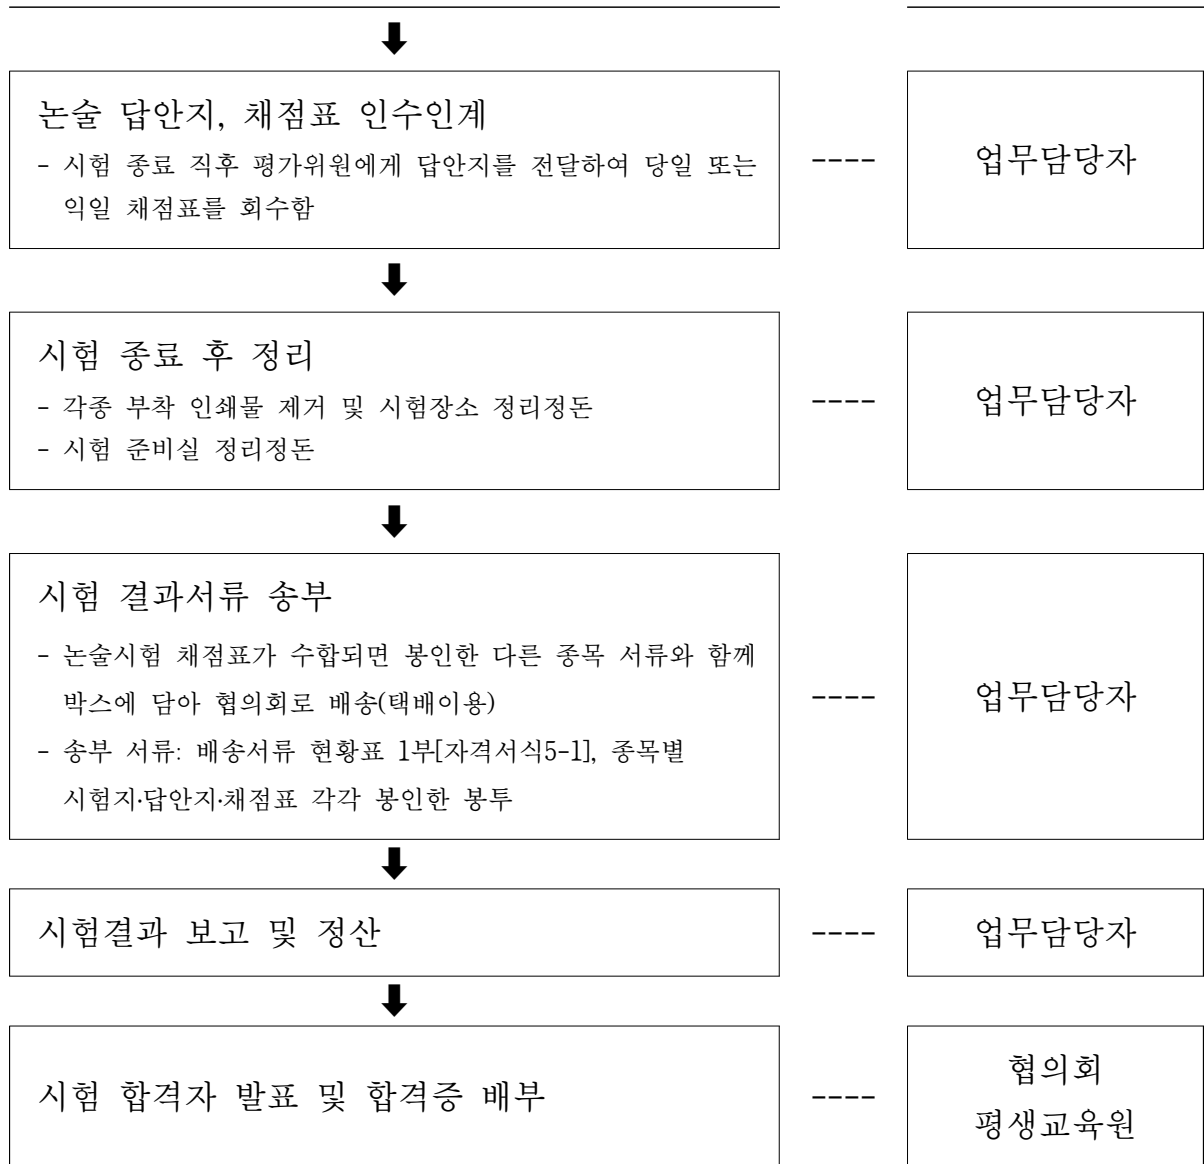 논술 답안지, 채점표 인수인계
- 시험 종료 직후 평가위원에게 답안지를 전달하여 당일 또는
익일 채점표를 회수함
----
업무담당자
시험 종료 후 정리
- 각종 부착 인쇄물 제거 및 시험장소 정리정돈
- 시험 준비실 정리정돈
----
업무담당자
시험 결과서류 송부
- 논술시험 채점표가 수합되면 봉인한 다른 종목 서류와 함께
박스에 담아 협의회로 배송(택배이용)
- 송부 서류: 배송서류 현황표 1부[자격서식5-1], 종목별
시험지·답안지·채점표 각각 봉인한 봉투
----
업무담당자
시험결과 보고 및 정산
----
업무담당자
시험 합격자 발표 및 합격증 배부
----
협의회
평생교육원